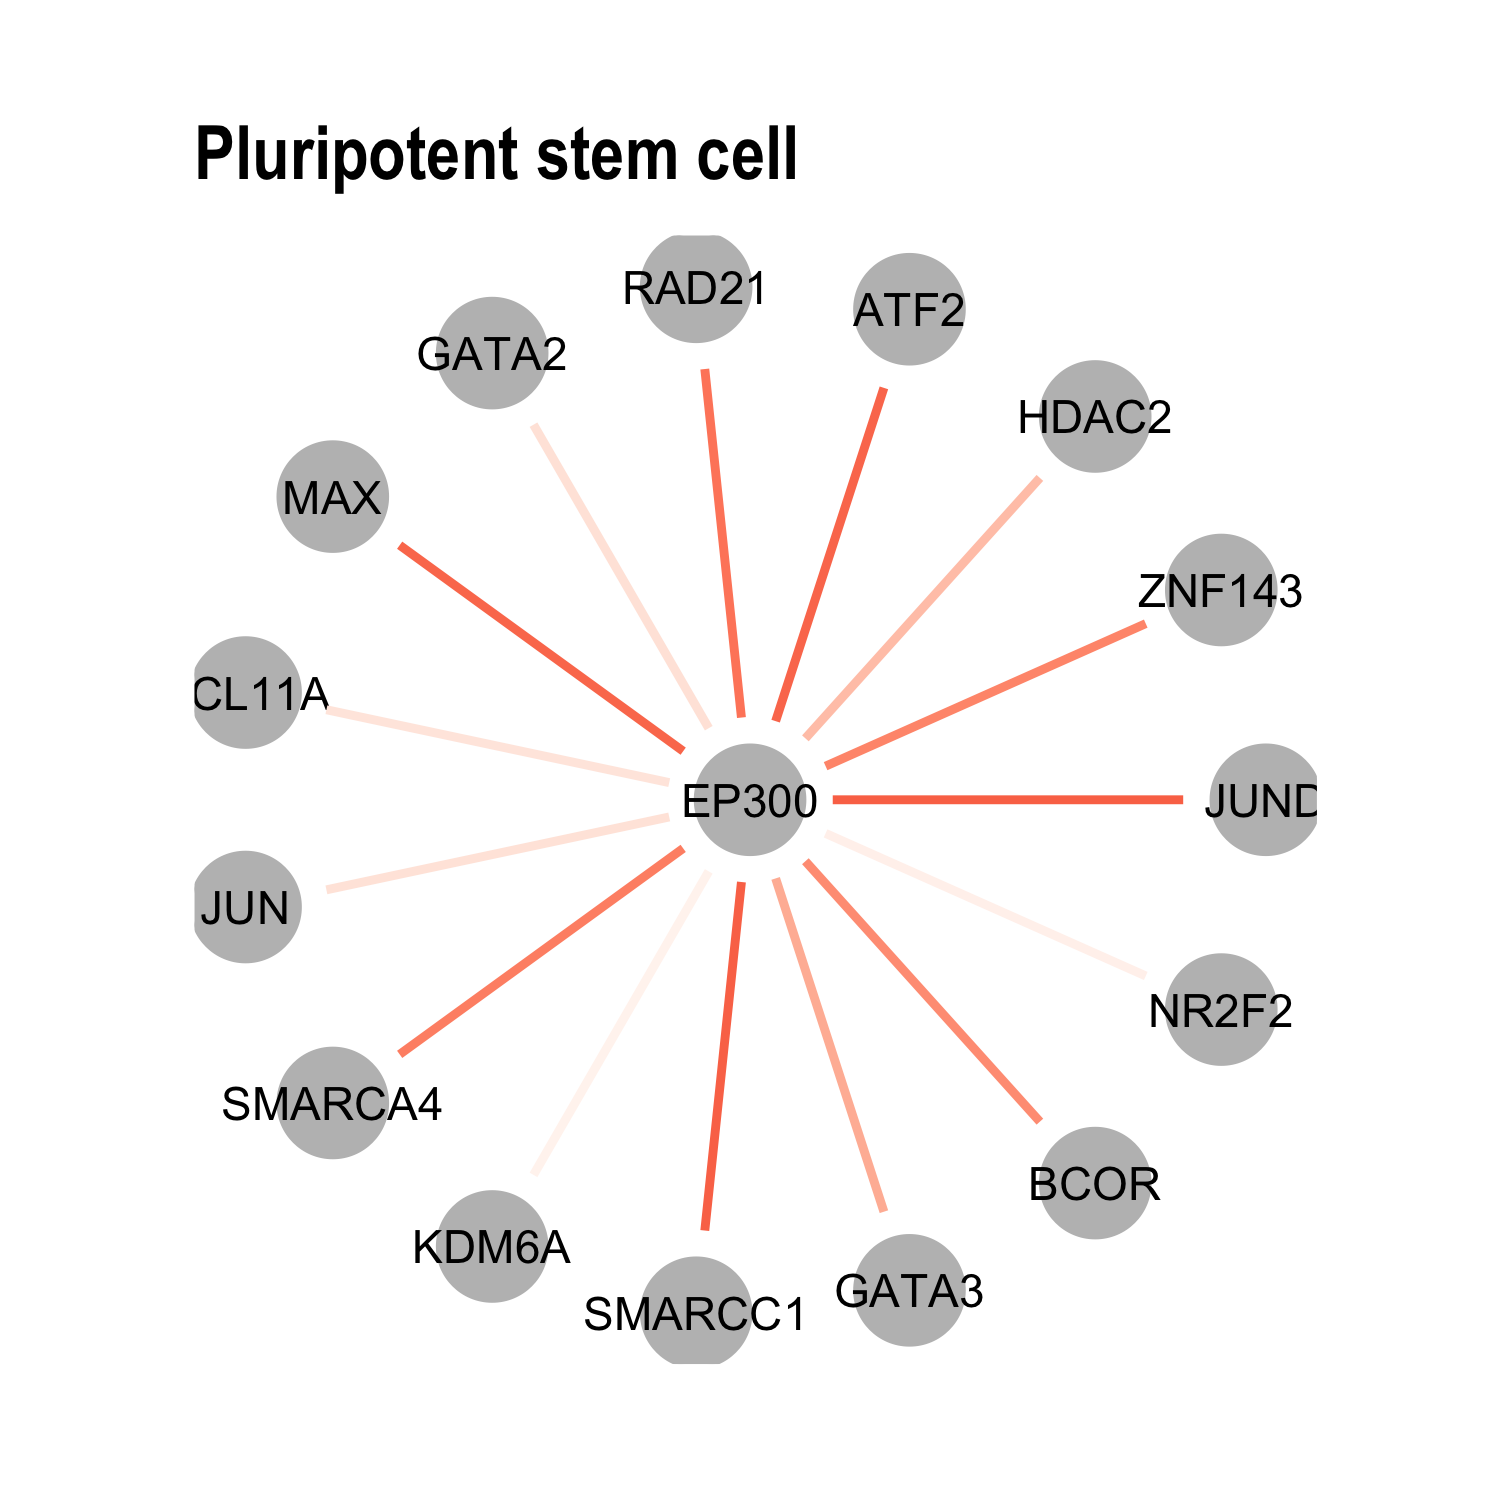 Pluripotent stem cell
RAD21
ATF2
GATA2
HDAC2
MAX
ZNF143
CL11A
EP300
JUND
JUN
NR2F2
SMARCA4
BCOR
KDM6A
GATA3
SMARCC1